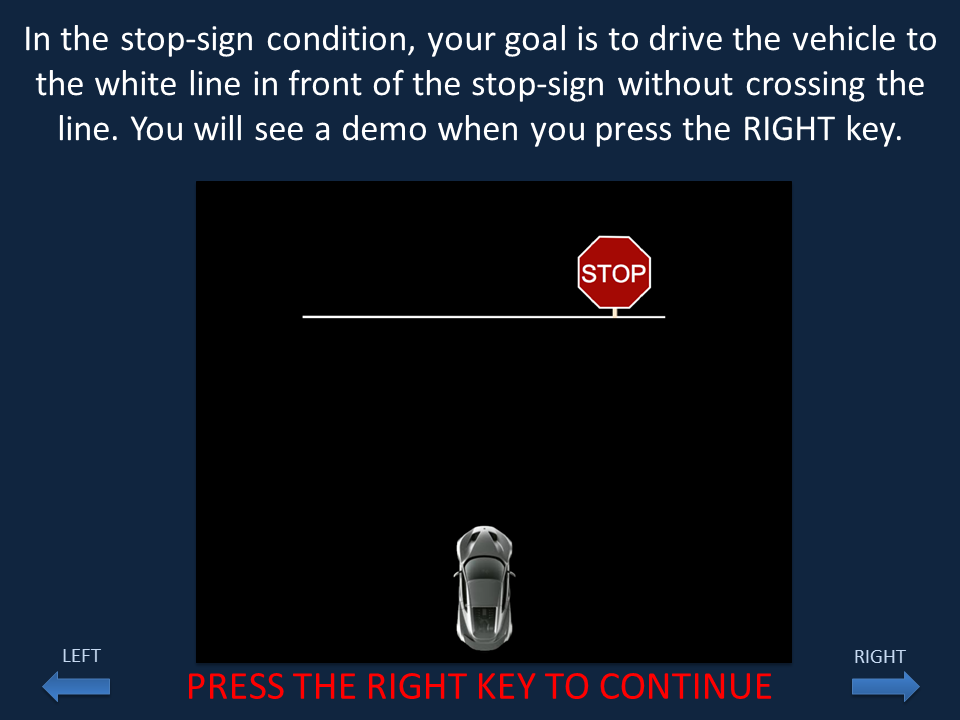 In the stop-sign condition, your goal is to drive the vehicle to
the white line in front of the stop-sign without crossing the
line. You will see a demo when you press the RIGHT key.
STOP
LEFT
RIGHT
PRESS THE RIGHT KEY TO CONTINUE